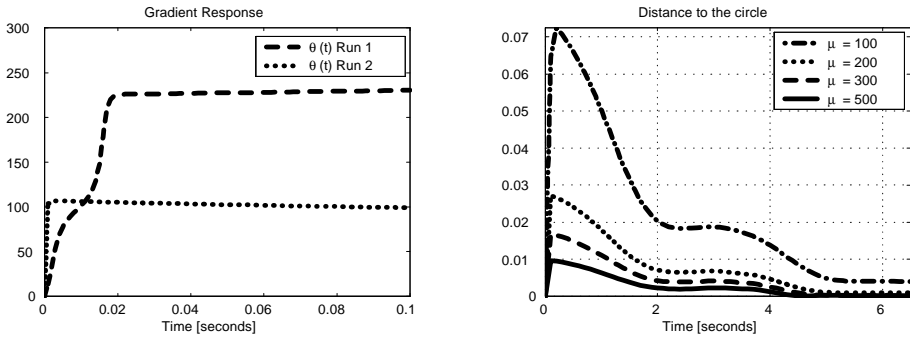 Gradient Response
300
250
200
150
100
50
0
0
0.02
0.04
0.06
0.08
0.1
Time [seconds]
θ (t) Run 1
θ (t) Run 2
Distance to the circle
0.07
0.06
0.05
0.04
0.03
0.02
0.01
0
0
2
4
6
Time [seconds]
μ = 100
μ = 200
μ = 300
μ = 500